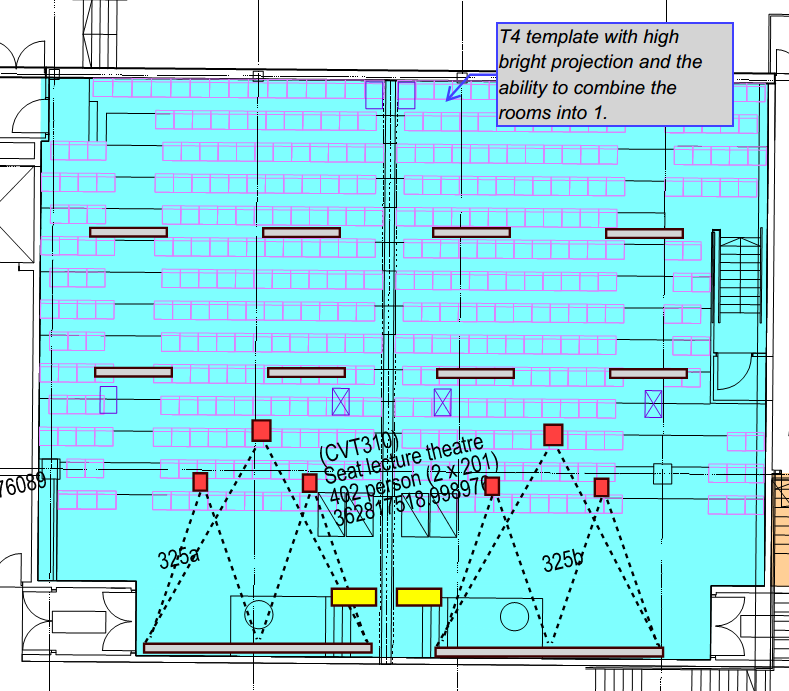 T4 template with high
bright projection and the
ability to combine the
rooms into 1.
(CVT310)
Seat lecture theatre
402 person (2 x 201)
76089
325a
325b